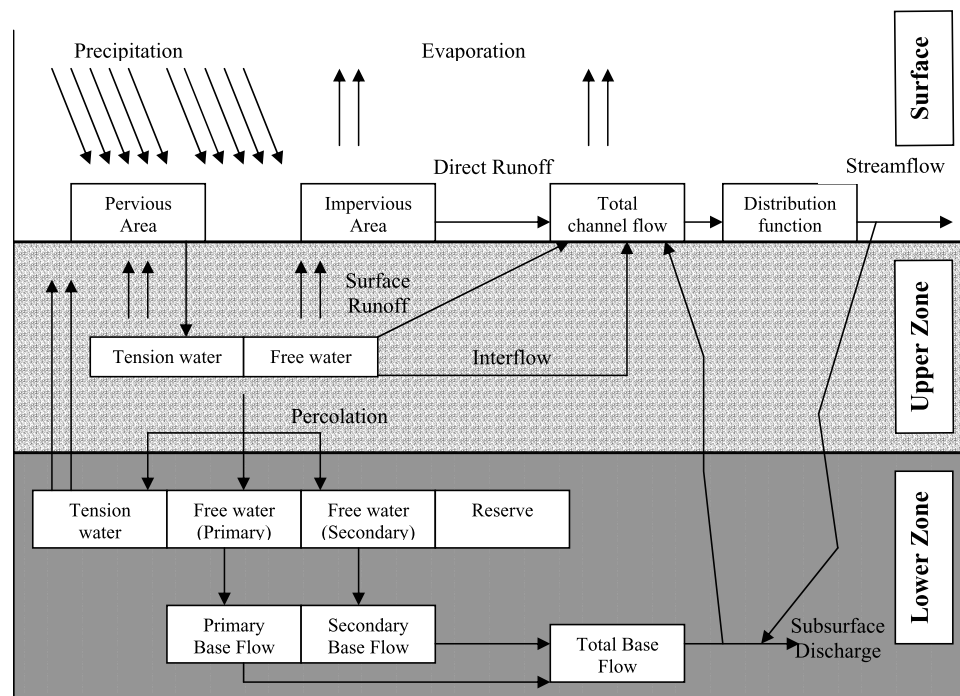 Precipitation
Evaporation
Surface
Direct Runoff
Streamflow
Pervious
Area
Impervious
Area
Total
channel flow
Distribution
function
Surface
Runoff
Upper Zone
Tension water
Free water
Interflow
Percolation
Tension
water
Free water
(Primary)
Free water
(Secondary)
Reserve
Lower Zone
Primary
Base Flow
Secondary
Base Flow
Total Base
Flow
Subsurface
Discharge